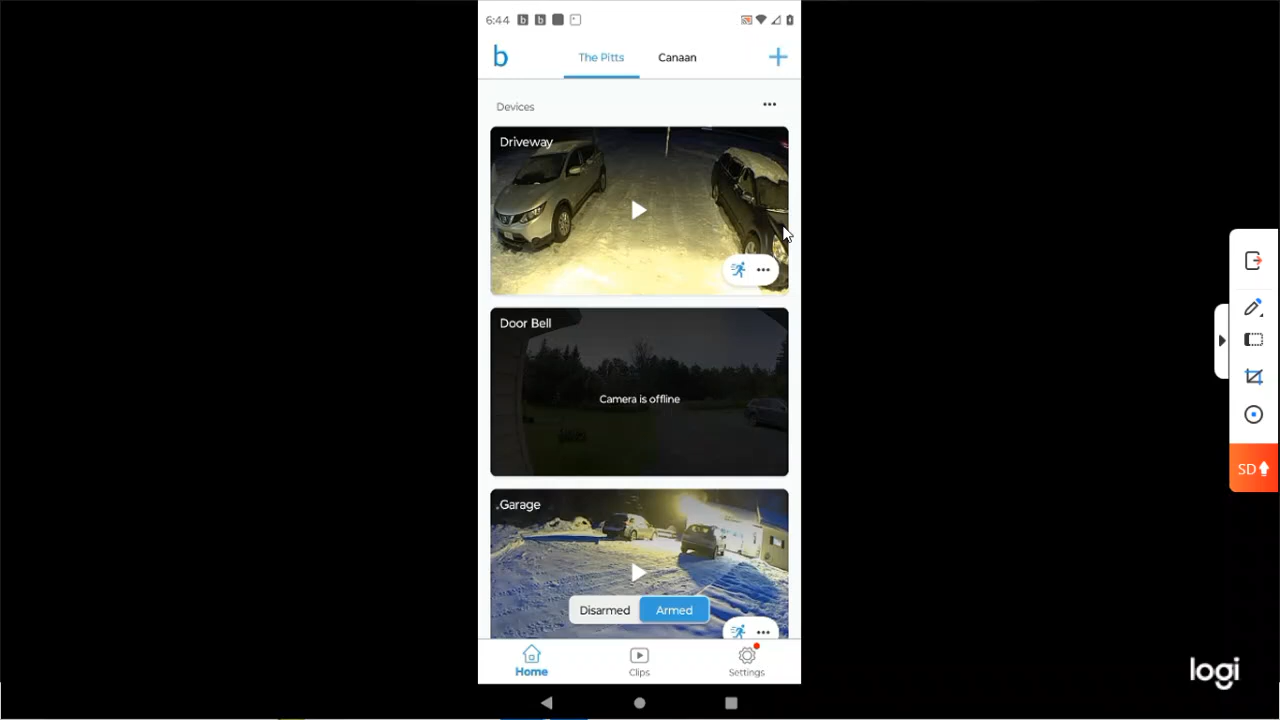 6:44
b
The Pitts
Canaan
Devices
Driveway
Door Bell
Camera is offline
Garage
Disarmed
Armed
Home
Clips
Settings
SD
logi